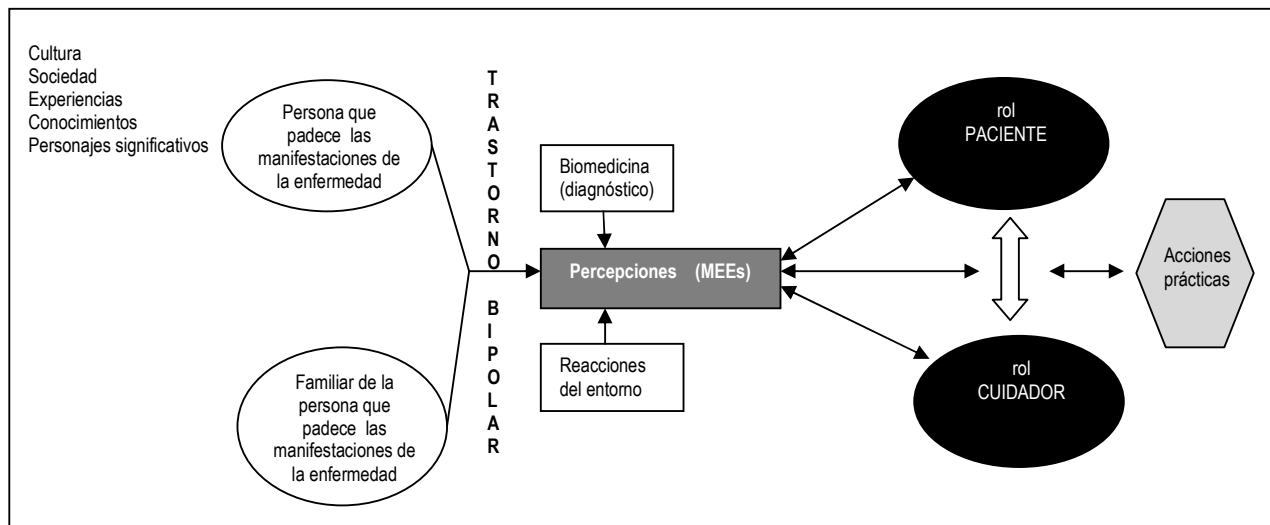 Cultura
Sociedad
Experiencias
Conocimientos
Personajes significativos
Persona que
padece las
manifestaciones de
la enfermedad
Familiar de la
persona que
padece las
manifestaciones de
la enfermedad
TRASTORNO BIPOLAR
Biomedicina
(diagnóstico)
Percepciones (MEEs)
Reacciones
del entorno
rol
PACIENTE
rol
CUIDADOR
Acciones
prácticas